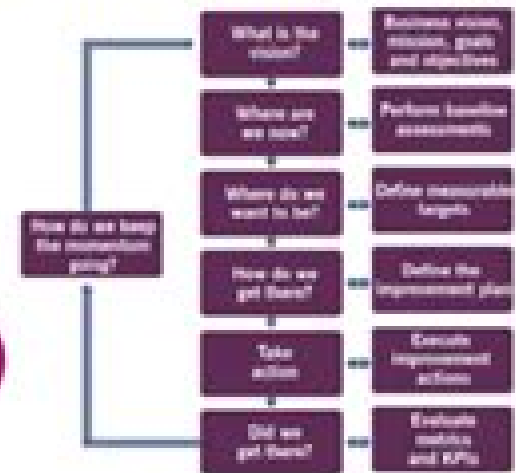 What is the
vision?
Business vision,
mission, goals
and objectives
Where are
we now?
Perform baseline
assessments
Where do we
want to be?
Define measurable
targets
How do we keep
the momentum
going?
How do we
get there?
Define the
improvement plan
Take
action
Execute
improvement
actions
Did we
get there?
Evaluate
metrics
and KPIs